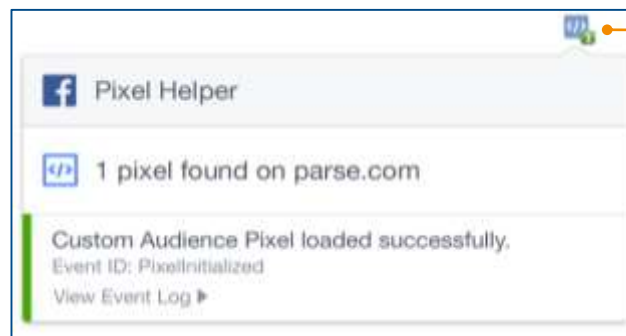 Pixel Helper
1 pixel found on parse.com
Custom Audience Pixel loaded successfully.
Event ID: PixelInitialized
View Event Log